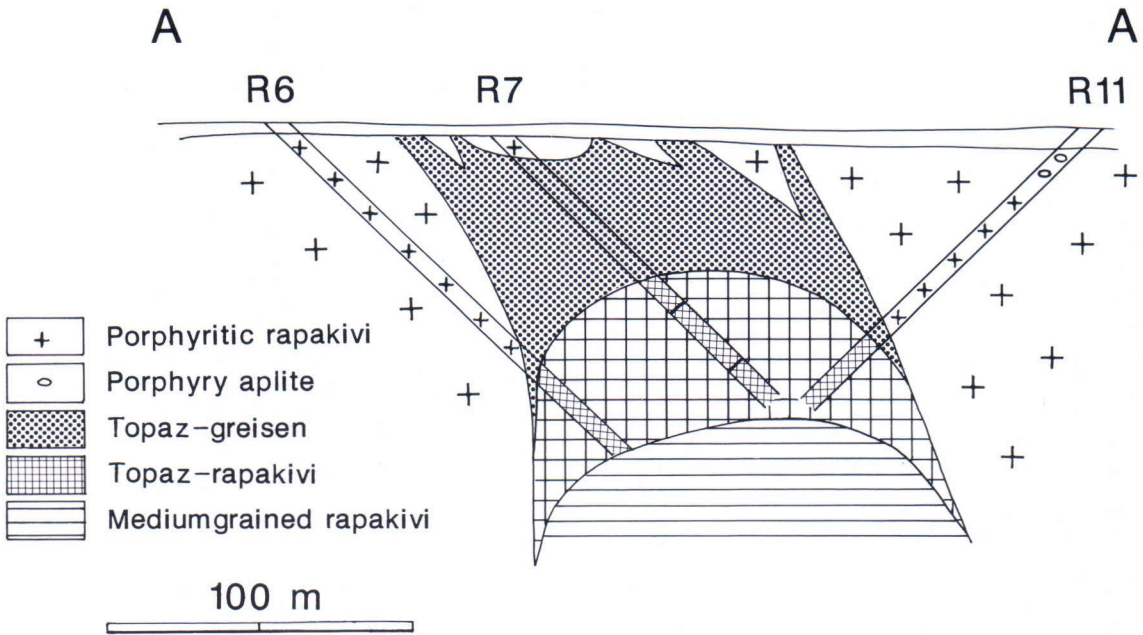 A A
R6 R7 R11
Porphyritic rapakivi
Porphyry aplite
Topaz-greisen
Topaz-rapakivi
Mediumgrained rapakivi
100 m